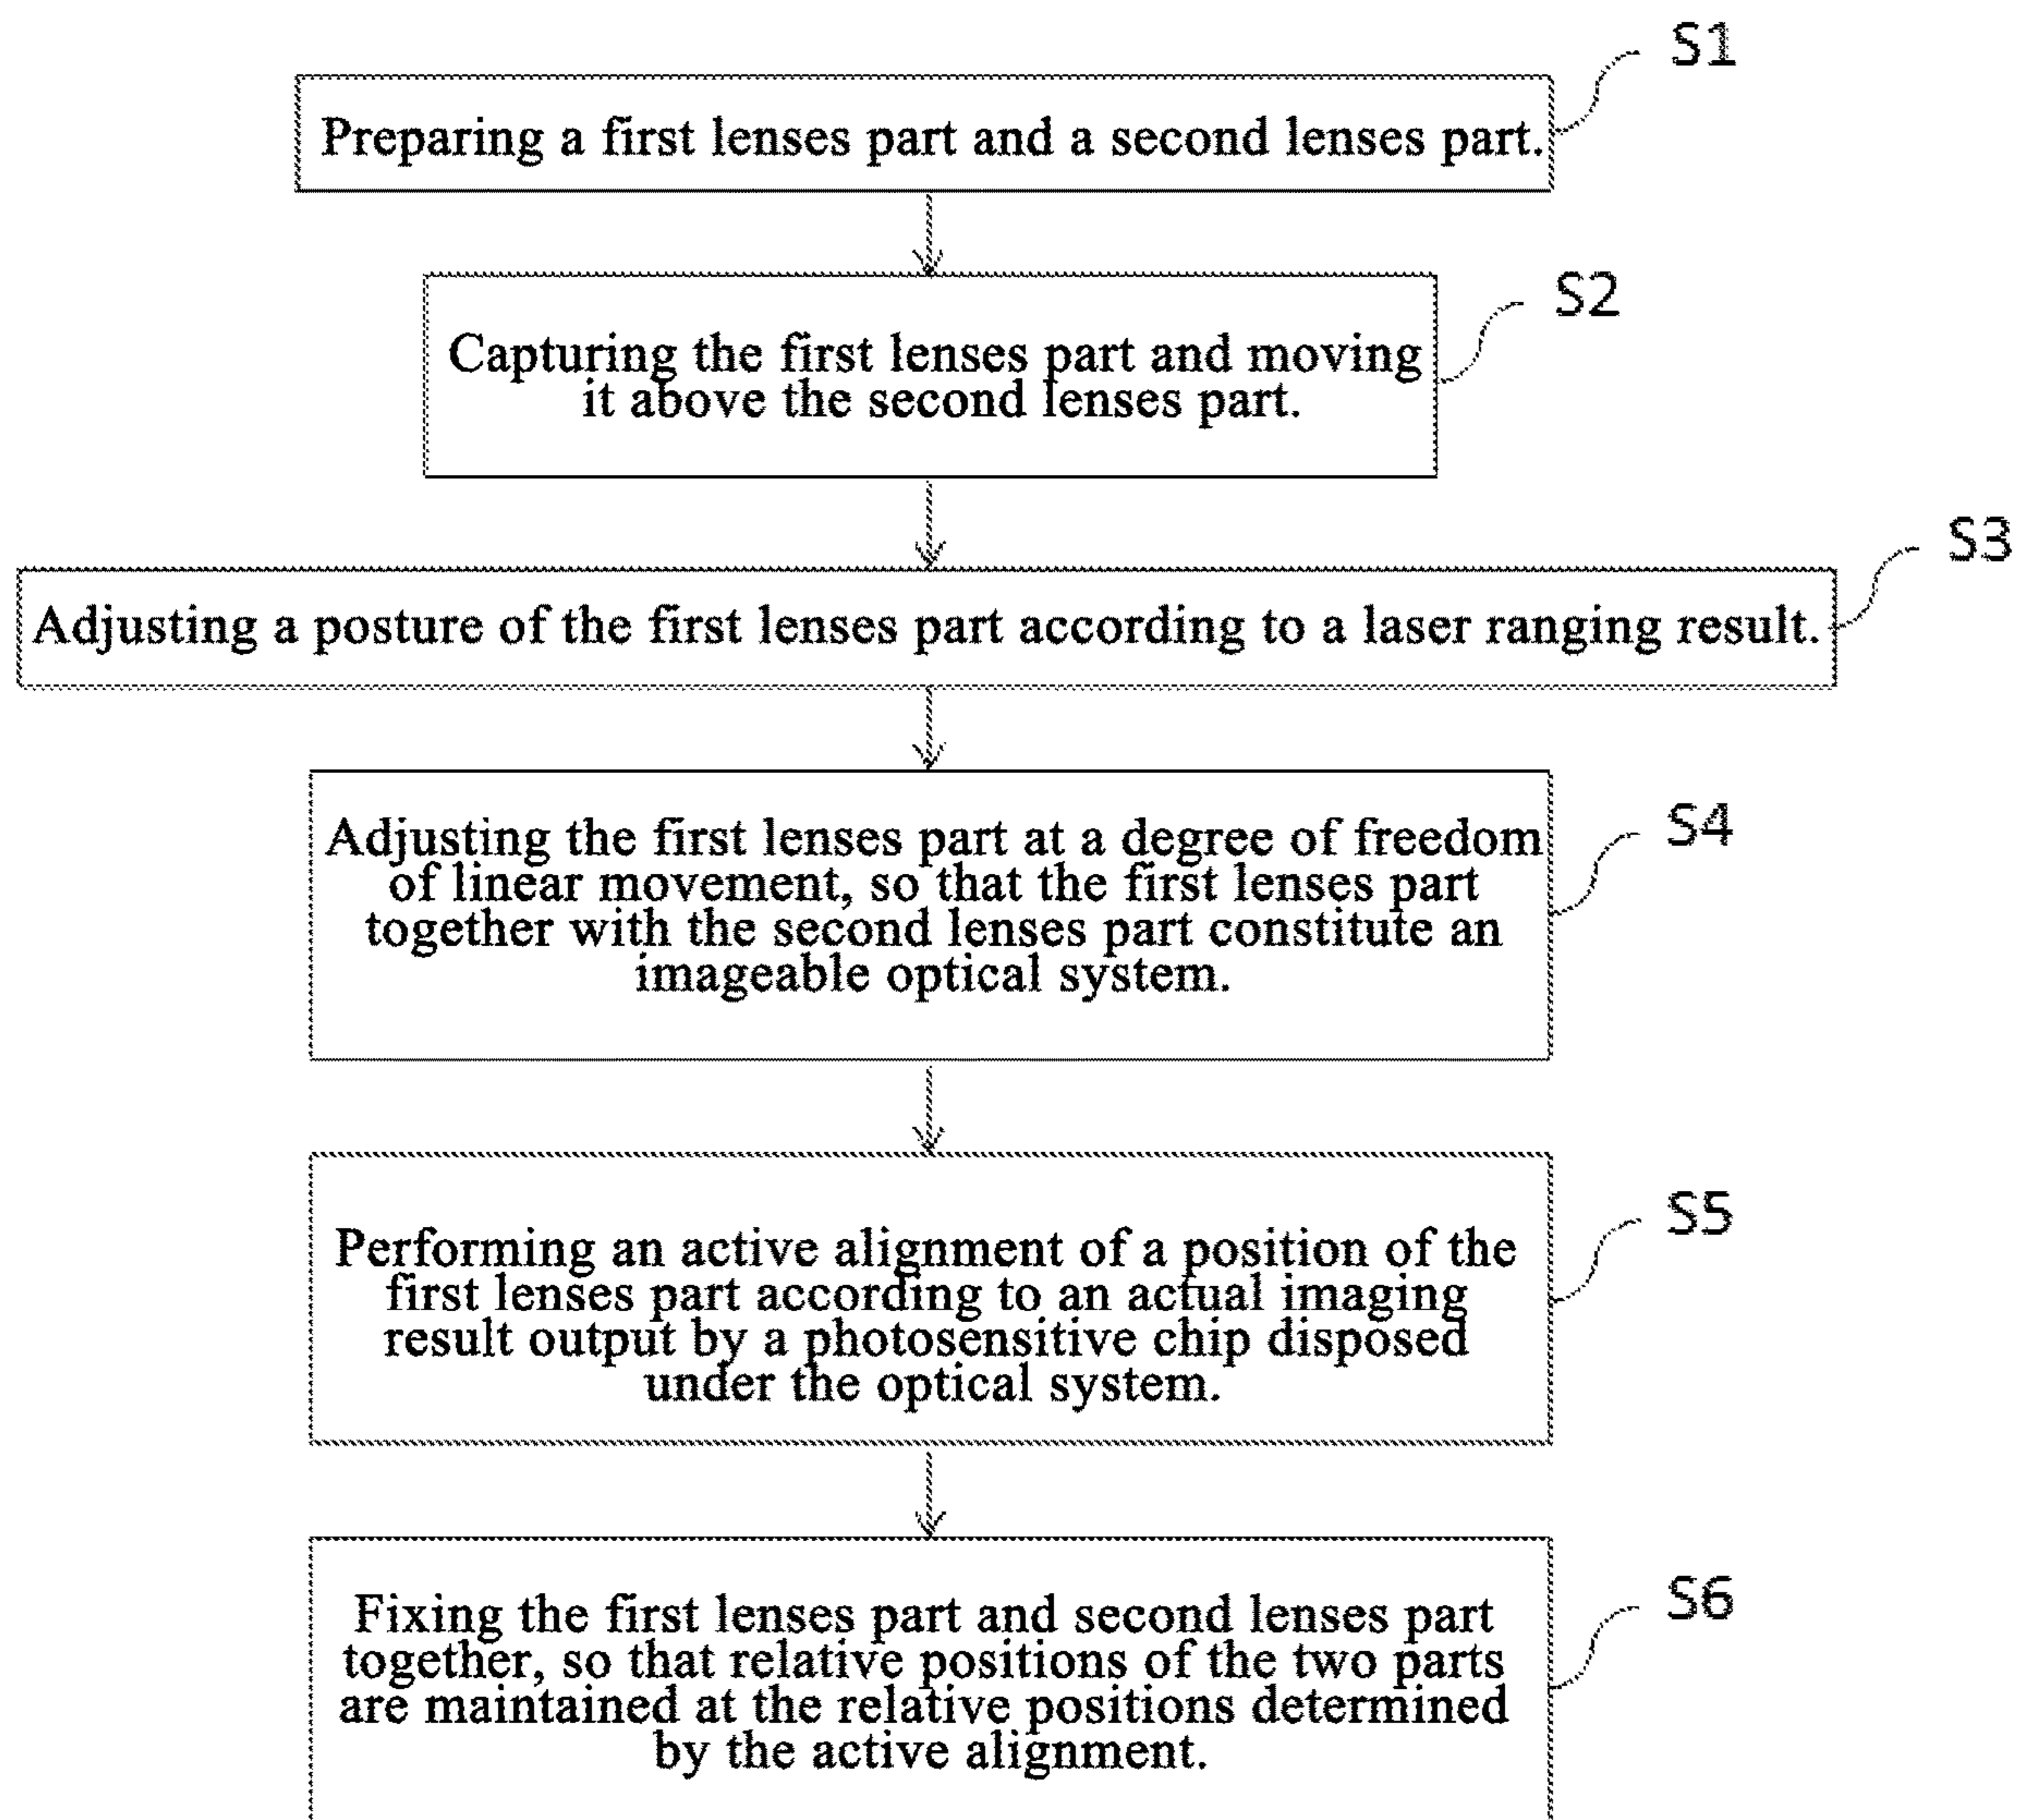 S1
Preparing a first lenses part and a second lenses part.
S2
Capturing the first lenses part and moving
it above the second lenses part.
S3
Adjusting a posture of the first lenses part according to a laser ranging result.
S4
Adjusting the first lenses part at a degree of freedom
of linear movement, so that the first lenses part
together with the second lenses part constitute an
imageable optical system.
S5
Performing an active alignment of a position of the
first lenses part according to an actual imaging
result output by a photosensitive chip disposed
under the optical system.
S6
Fixing the first lenses part and second lenses part
together, so that relative positions of the two parts
are maintained at the relative positions determined
by the active alignment.